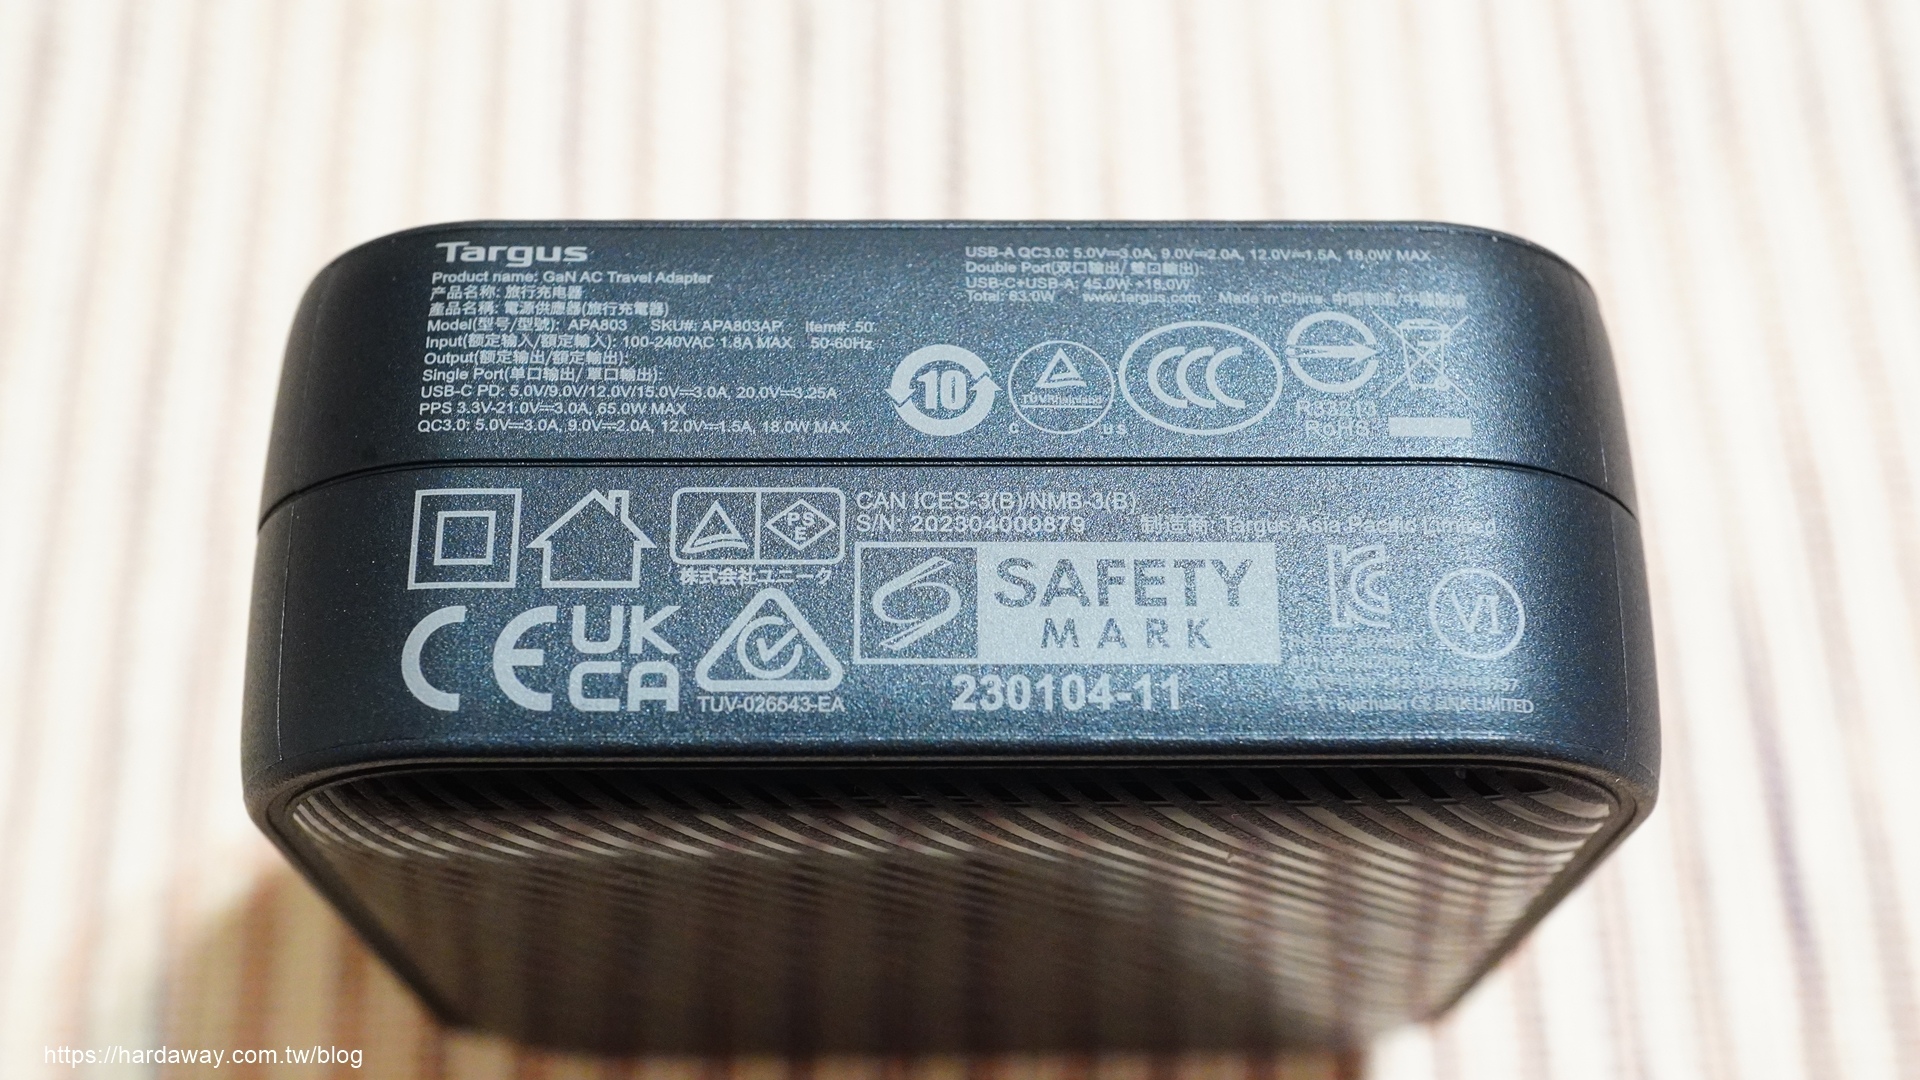 Targus
Product name: GaN AC Travel Adapter
产品名称: 旅行充电器
產品名稱: 電源供應器(旅行充電器)
Model(型号/型號): APA803 SKU#: APA803AP Item#: 50
Input(额定输入/額定輸入): 100-240VAC 1.8A MAX 50-60Hz
Output(额定输出/額定輸出):
Single Port(单口输出/ 單口輸出):
USB-C PD: 5.0V/9.0V/12.0V/15.0V⎓3.0A, 20.0V⎓3.25A
PPS 3.3V-21.0V⎓3.0A, 65.0W MAX
QC3.0: 5.0V⎓3.0A, 9.0V⎓2.0A, 12.0V⎓1.5A, 18.0W MAX
USB-A QC3.0: 5.0V⎓3.0A, 9.0V⎓2.0A, 12.0V⎓1.5A, 18.0W MAX
Double Port(双口输出/ 雙口輸出):
USB-C+USB-A: 45.0W +18.0W
Total: 63.0W www.targus.com Made in China 中国制造/中國製造
10
TÜVRheinland
C US
CCC
RoHS
PSE
株式会社ユニータ
CAN ICES-3(B)/NMB-3(B)
S/N: 202304000879 制造商: Targus Asia Pacific Limited
CE
UK
CA
TUV-026543-EA
SAFETY
MARK
230104-11
VI
LIMITED
https://hardaway.com.tw/blog